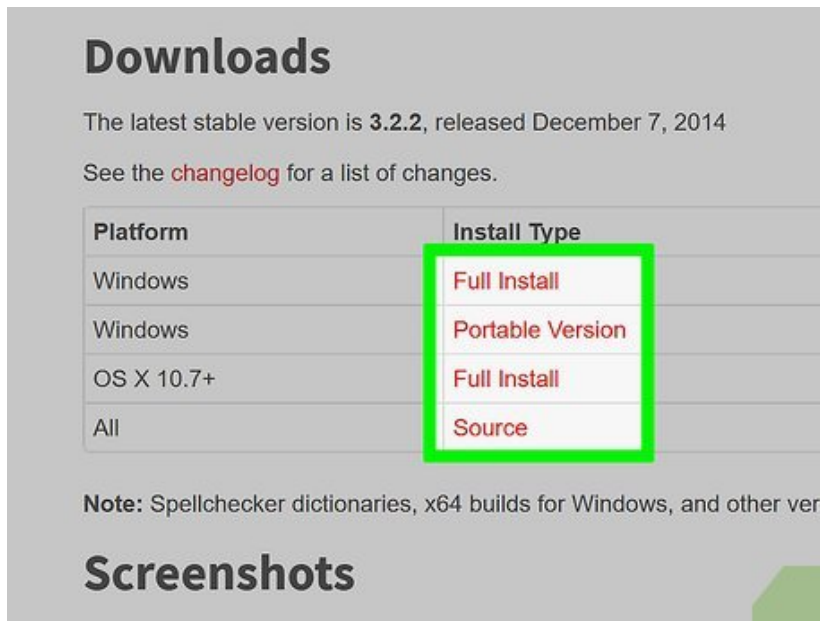 Downloads
The latest stable version is 3.2.2, released December 7, 2014
See the changelog for a list of changes.
Platform Install Type
Windows Full Install
Windows Portable Version
OS X 10.7+ Full Install
All Source
Note: Spellchecker dictionaries, x64 builds for Windows, and other ver
Screenshots